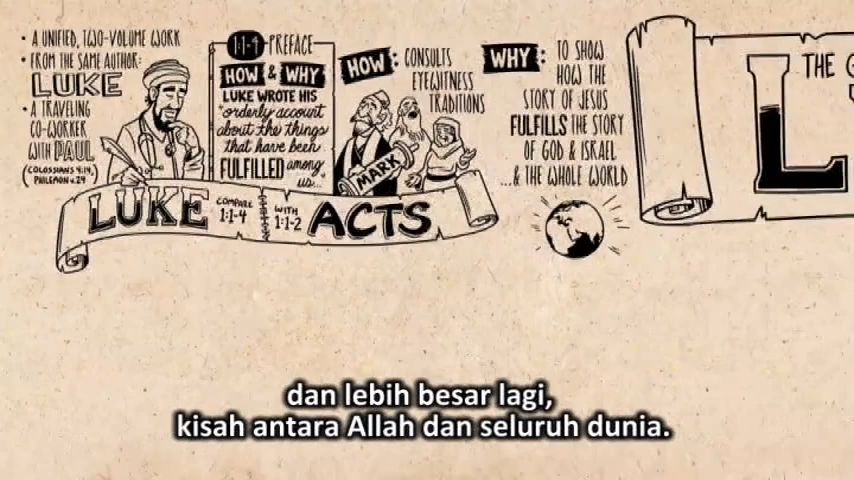 • A UNIFIED, TWO-VOLUME WORK
• FROM THE SAME AUTHOR:
LUKE
• A TRAVELING
CO-WORKER
WITH PAUL
(COLOSSIANS 4:14,
PHILEMON v.24)
1:1-4 PREFACE
HOW & WHY
LUKE WROTE HIS
"orderly account
about the things
that have been
FULFILLED among
us...
HOW: CONSULTS
EYEWITNESS
TRADITIONS
MARK
WHY: TO SHOW
HOW THE
STORY OF JESUS
FULFILLS THE STORY
OF GOD & ISRAEL
...& THE WHOLE WORLD
LUKE
COMPARE
1:1-4
WITH
1:1-2
ACTS
THE G
L
dan lebih besar lagi,
kisah antara Allah dan seluruh dunia.